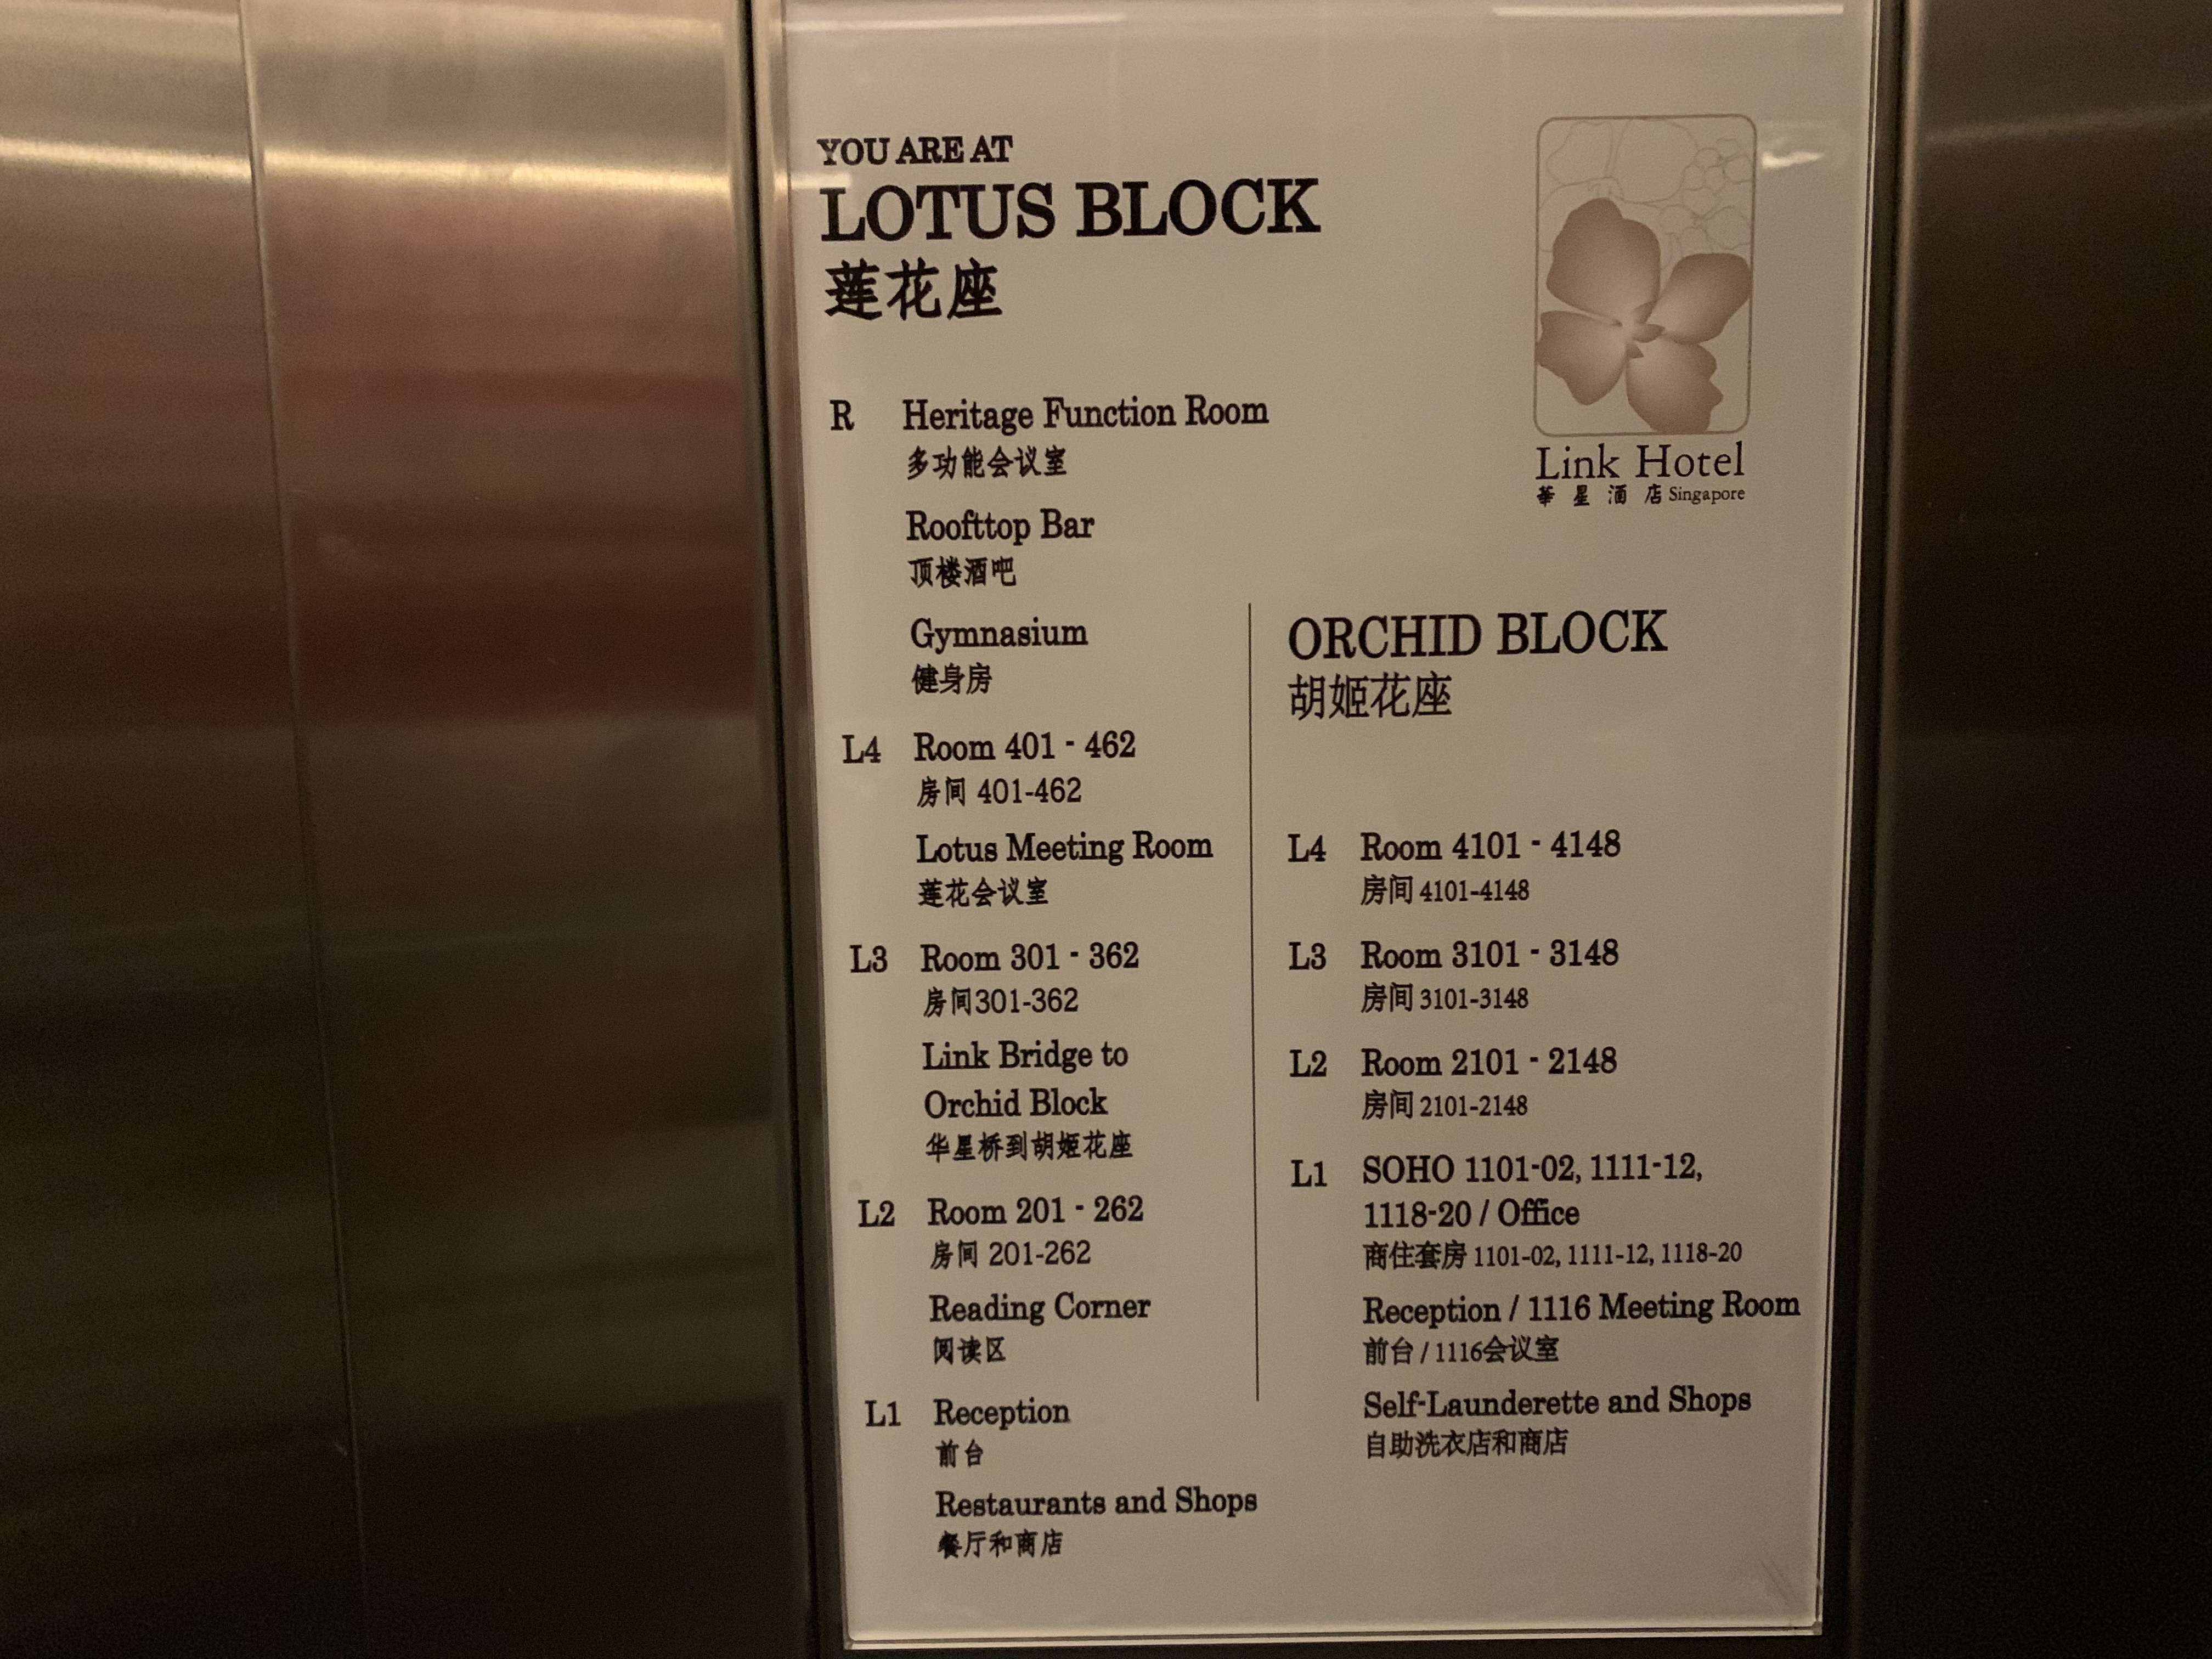 YOU ARE AT
LOTUS BLOCK
莲花座
Link Hotel
華星酒店 Singapore
R Heritage Function Room
多功能会议室
Roofttop Bar
顶楼酒吧
Gymnasium
健身房
L4 Room 401 - 462
房间 401-462
Lotus Meeting Room
莲花会议室
L3 Room 301 - 362
房间301-362
Link Bridge to
Orchid Block
华星桥到胡姬花座
L2 Room 201 - 262
房间 201-262
Reading Corner
阅读区
L1 Reception
前台
Restaurants and Shops
餐厅和商店
ORCHID BLOCK
胡姬花座
L4 Room 4101 - 4148
房间 4101-4148
L3 Room 3101 - 3148
房间 3101-3148
L2 Room 2101 - 2148
房间 2101-2148
L1 SOHO 1101-02, 1111-12,
1118-20 / Office
商住套房 1101-02, 1111-12, 1118-20
Reception / 1116 Meeting Room
前台 / 1116会议室
Self-Launderette and Shops
自助洗衣店和商店